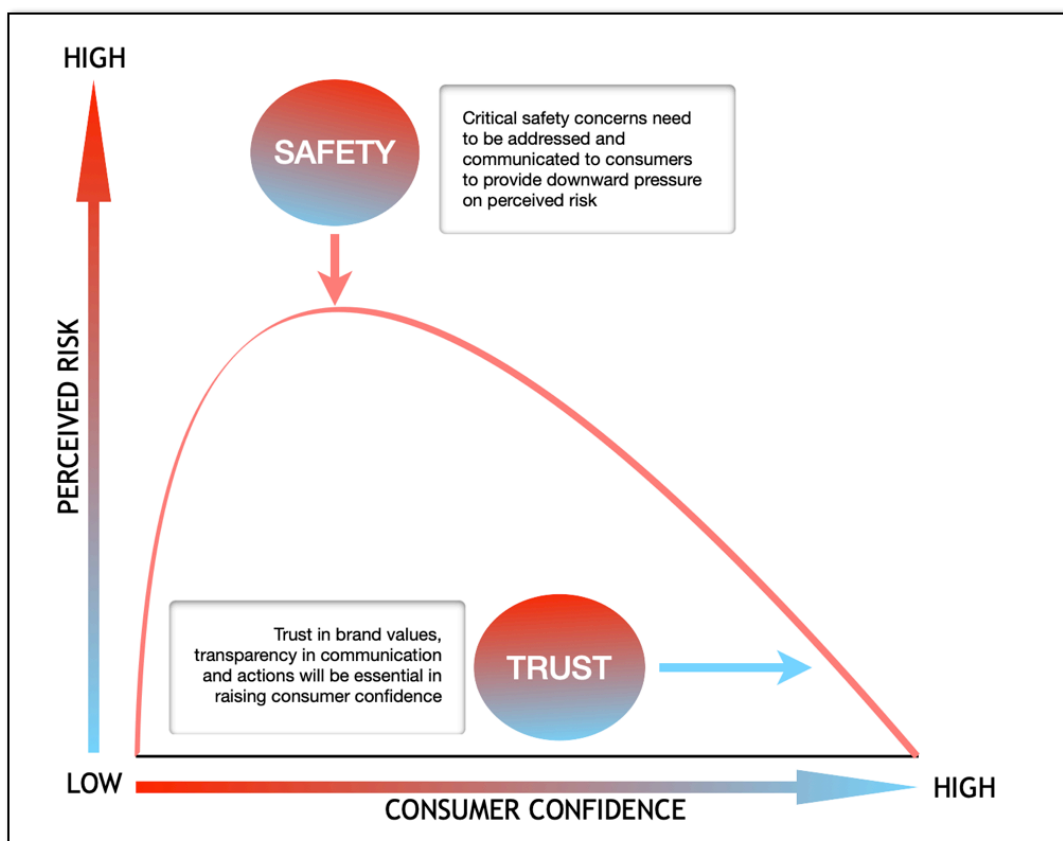 HIGH
SAFETY
Critical safety concerns need
to be addressed and
communicated to consumers
to provide downward pressure
on perceived risk
PERCEIVED RISK
Trust in brand values,
transparency in communication
and actions will be essential in
raising consumer confidence
TRUST
LOW
HIGH
CONSUMER CONFIDENCE